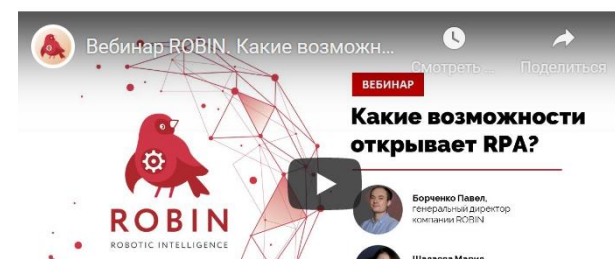 Вебинар ROBIN. Какие возможн...
Смотреть ...
Поделиться
ВЕБИНАР
Какие возможности
открывает RPA?
Борченко Павел,
генеральный директор
компании ROBIN
ROBIN
ROBOTIC INTELLIGENCE